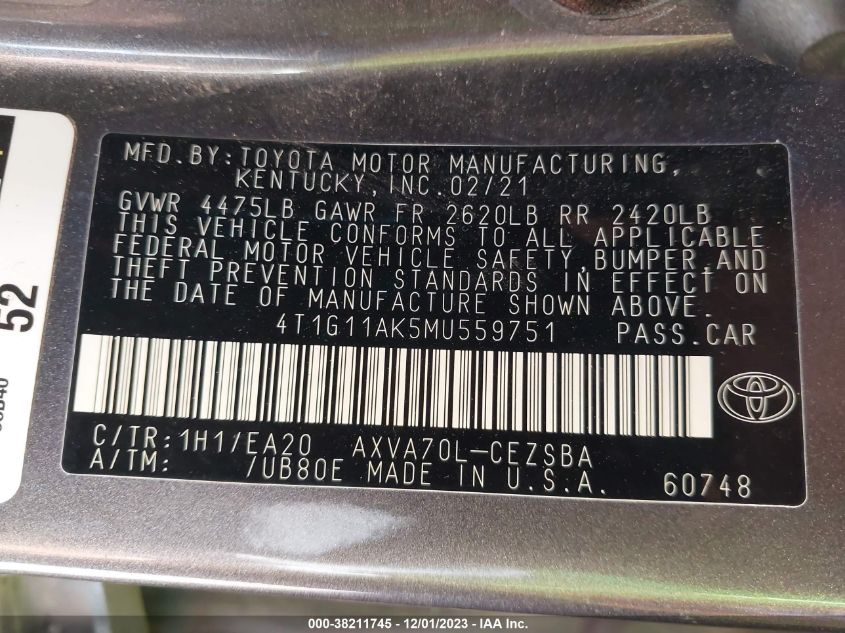 MFD.BY:TOYOTA MOTOR MANUFACTURING,
KENTUCKY,INC.02/21
GVWR 4475LB GAWR FR 2620LB RR 2420LB
THIS VEHICLE CONFORMS TO ALL APPLICABLE
FEDERAL MOTOR VEHICLE SAFETY,BUMPER,AND
THEFT PREVENTION STANDARDS IN EFFECT ON
THE DATE OF MANUFACTURE SHOWN ABOVE.
4T1G11AK5MU559751 PASS.CAR
C/TR:1H1/EA20 AXVA70L-CEZSBA
A/TM: /UB80E MADE IN U.S.A. 60748
52
000-38211745 - 12/01/2023 - IAA Inc.